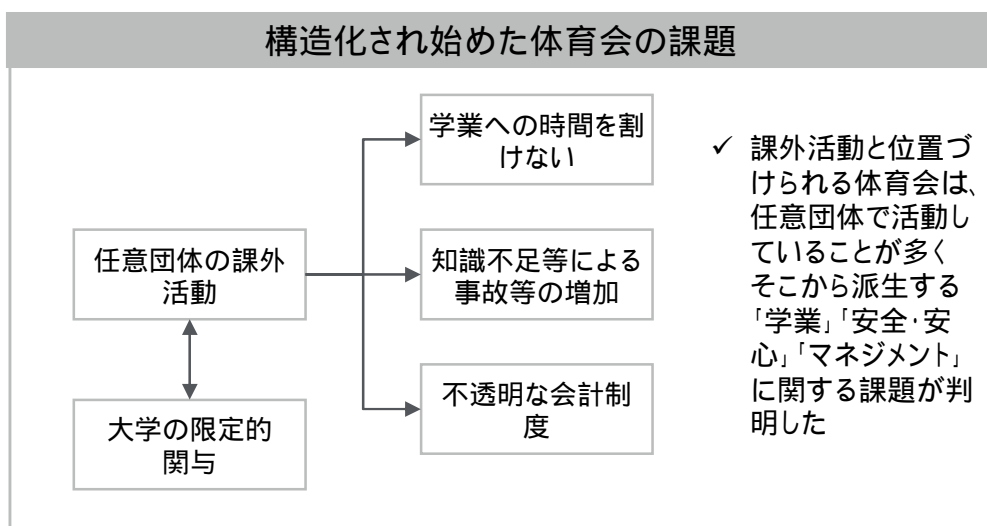 構造化され始めた体育会の課題
学業への時間を割
けない
任意団体の課外
活動
知識不足等による
事故等の増加
大学の限定的
関与
不透明な会計制
度
✓ 課外活動と位置づ
けられる体育会は、
任意団体で活動し
ていることが多く
そこから派生する
「学業」「安全・安
心」「マネジメント」
に関する課題が判
明した